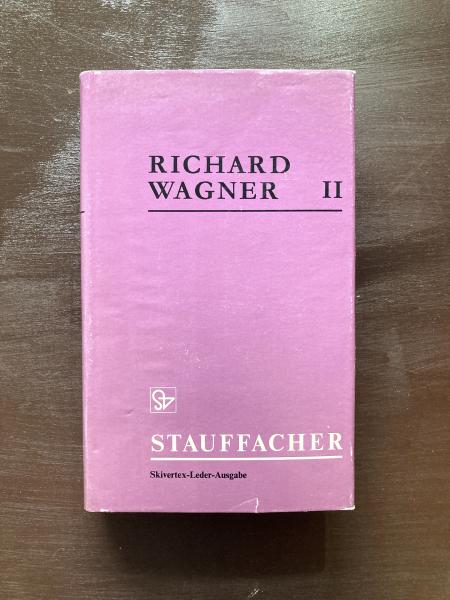 RICHARD
WAGNER II
STAUFFACHER
Skivertex-Leder-Ausgabe